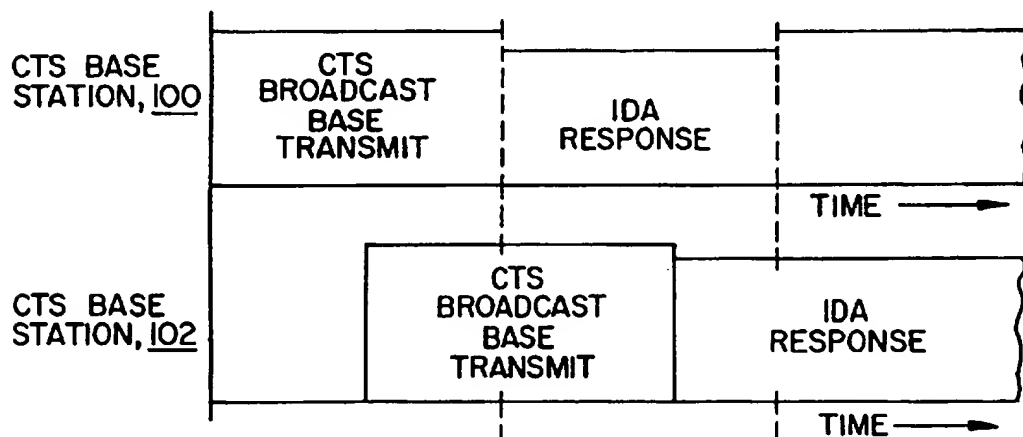 CTS BASE
STATION, 100
CTS
BROADCAST
BASE
TRANSMIT
IDA
RESPONSE
TIME
CTS BASE
STATION, 102
CTS
BROADCAST
BASE
TRANSMIT
IDA
RESPONSE
TIME